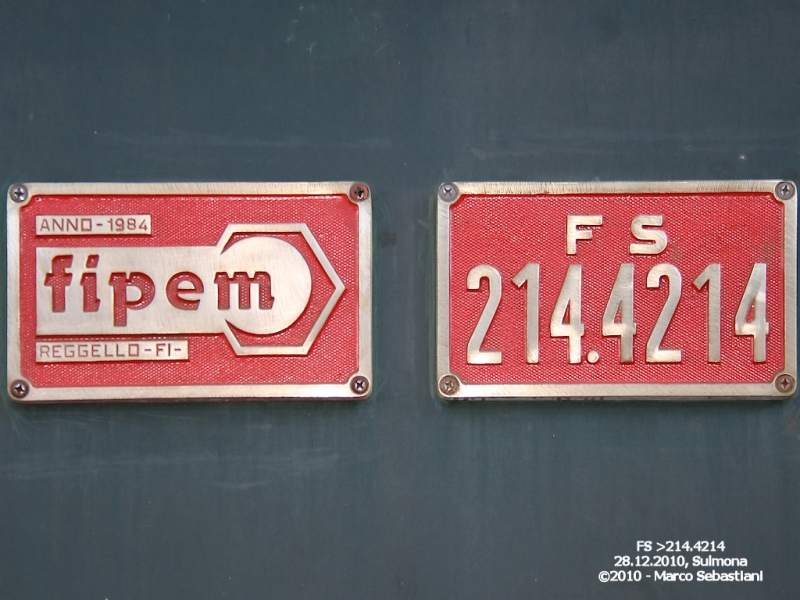 ANNO - 1984
fipem
REGGELLO - FI -
F S
214.4214
FS >214.4214
28.12.2010, Sulmona
©2010 - Marco Sebastiani